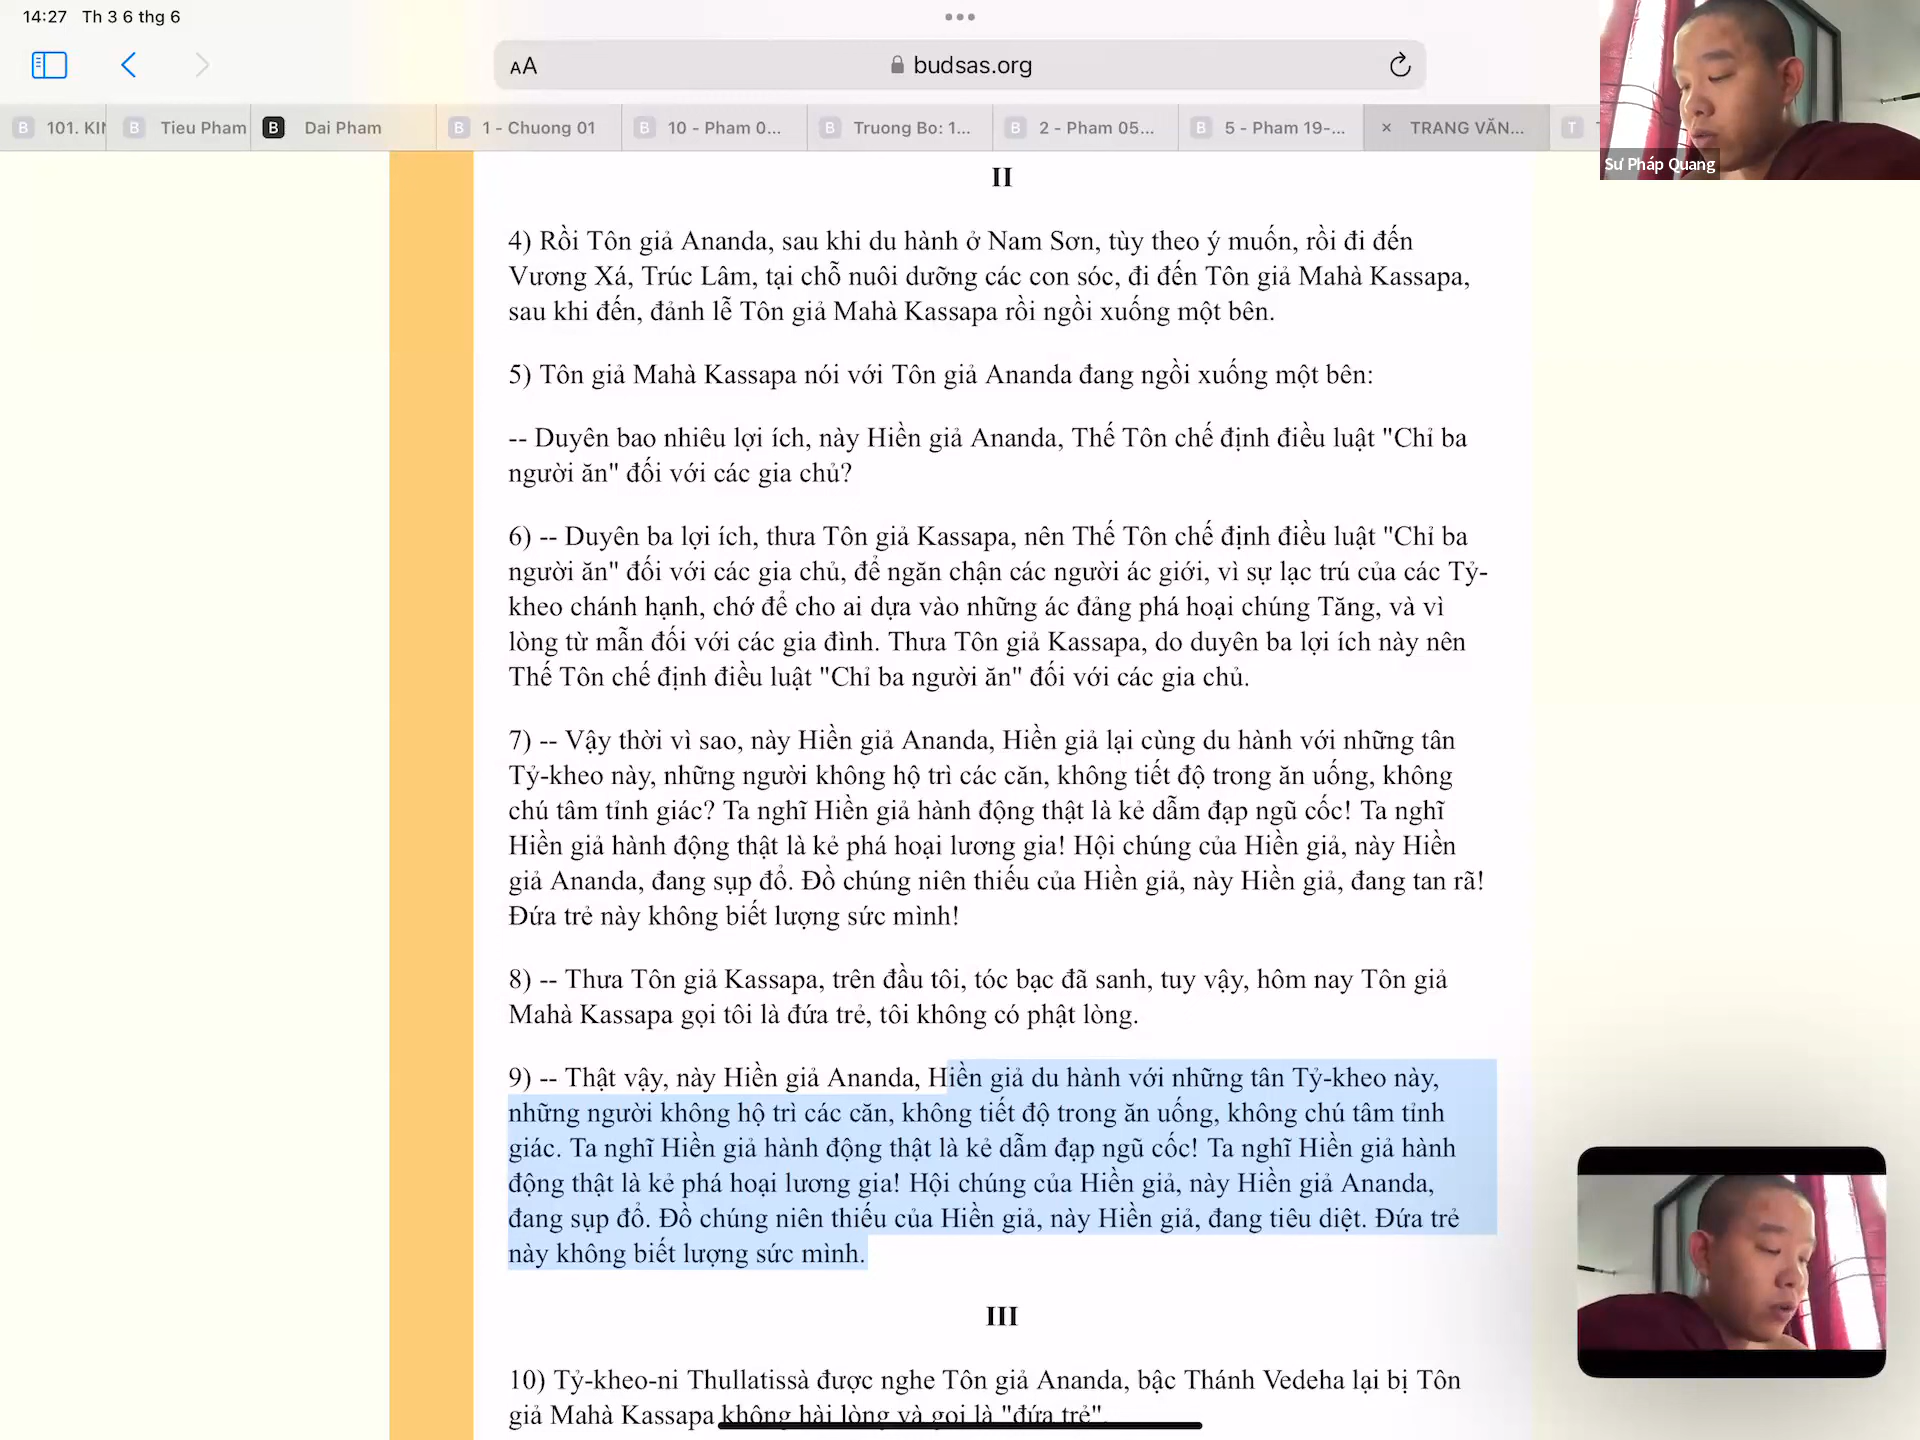 14:27 Th 3 6 thg 6
AA budsas.org
101. KI
Tieu Pham
Dai Pham
1 - Chuong 01
10 - Pham 0...
Truong Bo: 1...
2 - Pham 05...
5 - Pham 19-...
TRANG VĂN...
Sư Pháp Quang
II
4) Rồi Tôn giả Ananda, sau khi du hành ở Nam Sơn, tùy theo ý muốn, rồi đi đến
Vương Xá, Trúc Lâm, tại chỗ nuôi dưỡng các con sóc, đi đến Tôn giả Mahà Kassapa,
sau khi đến, đảnh lễ Tôn giả Mahà Kassapa rồi ngồi xuống một bên.
5) Tôn giả Mahà Kassapa nói với Tôn giả Ananda đang ngồi xuống một bên:
-- Duyên bao nhiêu lợi ích, này Hiền giả Ananda, Thế Tôn chế định điều luật "Chỉ ba
người ăn" đối với các gia chủ?
6) -- Duyên ba lợi ích, thưa Tôn giả Kassapa, nên Thế Tôn chế định điều luật "Chỉ ba
người ăn" đối với các gia chủ, để ngăn chận các người ác giới, vì sự lạc trú của các Tỷ-
kheo chánh hạnh, chớ để cho ai dựa vào những ác đảng phá hoại chúng Tăng, và vì
lòng từ mẫn đối với các gia đình. Thưa Tôn giả Kassapa, do duyên ba lợi ích này nên
Thế Tôn chế định điều luật "Chỉ ba người ăn" đối với các gia chủ.
7) -- Vậy thời vì sao, này Hiền giả Ananda, Hiền giả lại cùng du hành với những tân
Tỷ-kheo này, những người không hộ trì các căn, không tiết độ trong ăn uống, không
chú tâm tỉnh giác? Ta nghĩ Hiền giả hành động thật là kẻ dẫm đạp ngũ cốc! Ta nghĩ
Hiền giả hành động thật là kẻ phá hoại lương gia! Hội chúng của Hiền giả, này Hiền
giả Ananda, đang sụp đổ. Đồ chúng niên thiếu của Hiền giả, này Hiền giả, đang tan rã!
Đứa trẻ này không biết lượng sức mình!
8) -- Thưa Tôn giả Kassapa, trên đầu tôi, tóc bạc đã sanh, tuy vậy, hôm nay Tôn giả
Mahà Kassapa gọi tôi là đứa trẻ, tôi không có phật lòng.
9) -- Thật vậy, này Hiền giả Ananda, Hiền giả du hành với những tân Tỷ-kheo này,
những người không hộ trì các căn, không tiết độ trong ăn uống, không chú tâm tỉnh
giác. Ta nghĩ Hiền giả hành động thật là kẻ dẫm đạp ngũ cốc! Ta nghĩ Hiền giả hành
động thật là kẻ phá hoại lương gia! Hội chúng của Hiền giả, này Hiền giả Ananda,
đang sụp đổ. Đồ chúng niên thiếu của Hiền giả, này Hiền giả, đang tiêu diệt. Đứa trẻ
này không biết lượng sức mình.
III
10) Tỷ-kheo-ni Thullatissà được nghe Tôn giả Ananda, bậc Thánh Vedeha lại bị Tôn
giả Mahà Kassapa không hài lòng và gọi là "đứa trẻ".